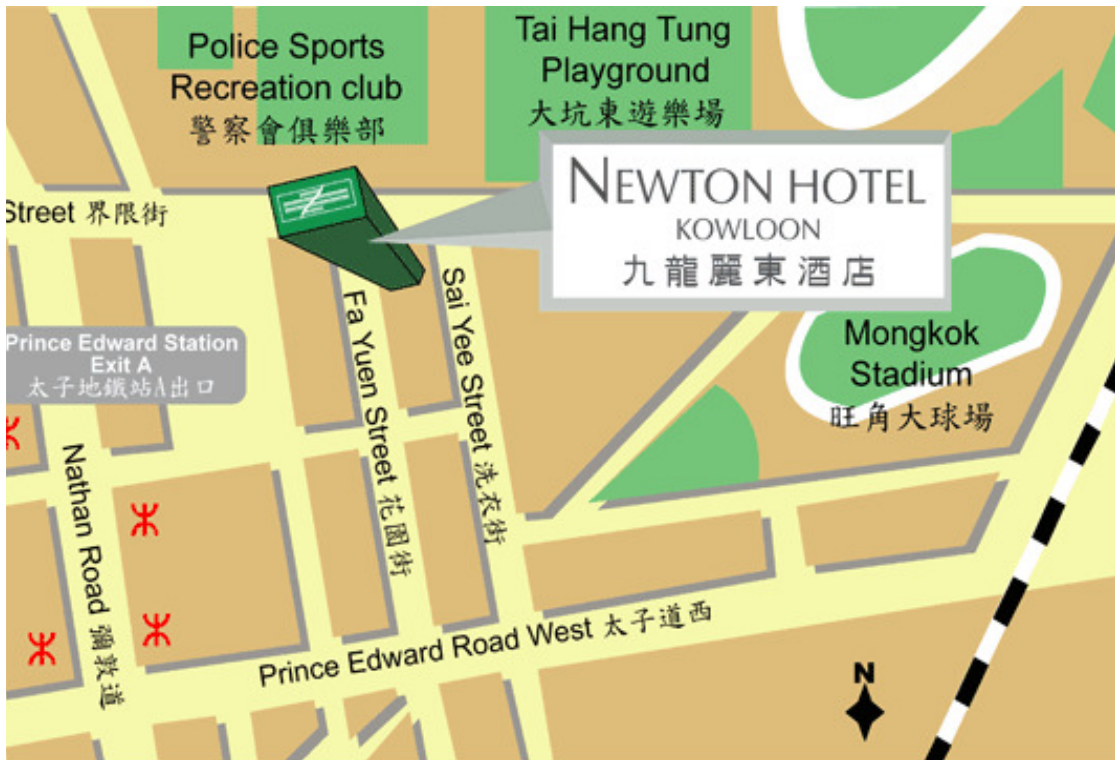 Police Sports
Recreation club
警察會俱樂部
Tai Hang Tung
Playground
大坑東遊樂場
NEWTON HOTEL
KOWLOON
九龍麗東酒店
Street 界限街
Prince Edward Station
Exit A
太子地鐵站A出口
Fa Yuen Street 花園街
Sai Yee Street 洗衣街
Mongkok
Stadium
旺角大球場
Nathan Road 彌敦道
Prince Edward Road West 太子道西
N